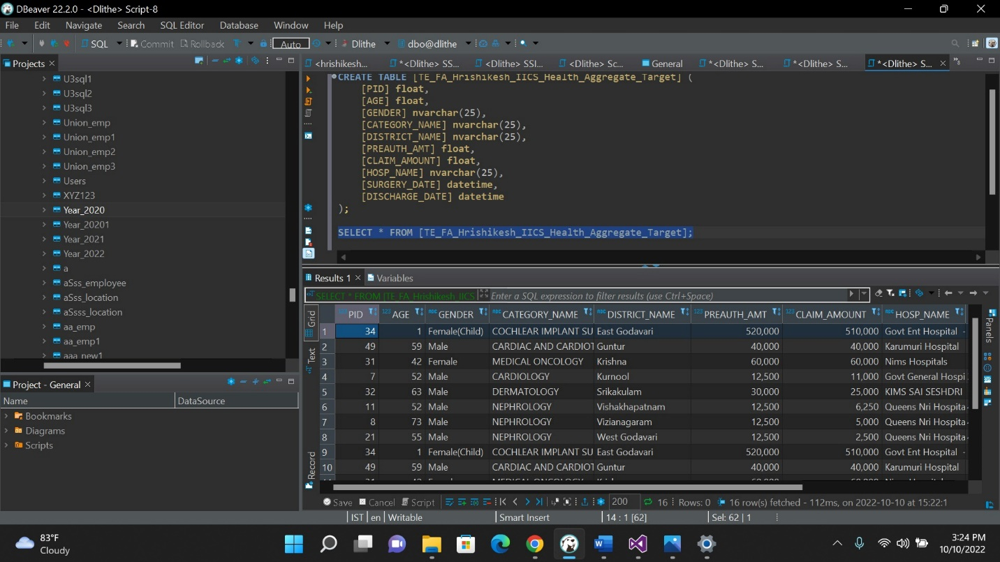 DBeaver 22.2.0 - <Dlithe> Script-8
File Edit Navigate Search SQL Editor Database Window Help
SQL Commit Rollback Auto Dlithe dbo@dlithe
Projects
U3sql1
U3sql2
U3sql3
Union_emp
Union_emp1
Union_emp2
Union_emp3
Users
XYZ123
Year_2020
Year_20201
Year_2021
Year_2022
a
aSss_employee
aSss_location
aSsss_location
aa_emp
aa_emp1
aaa_new1
Project - General
Name DataSource
Bookmarks
Diagrams
Scripts
<hrishikesh... *<Dlithe> SS... <Dlithe> SSI... <Dlithe> Sc... General *<Dlithe> S... *<Dlithe> S... *<Dlithe> S...
CREATE TABLE [TE_FA_Hrishikesh_IICS_Health_Aggregate_Target] (
[PID] float,
[AGE] float,
[GENDER] nvarchar(25),
[CATEGORY_NAME] nvarchar(25),
[DISTRICT_NAME] nvarchar(25),
[PREAUTH_AMT] float,
[CLAIM_AMOUNT] float,
[HOSP_NAME] nvarchar(25),
[SURGERY_DATE] datetime,
[DISCHARGE_DATE] datetime
);
SELECT * FROM [TE_FA_Hrishikesh_IICS_Health_Aggregate_Target];
Results 1 Variables
SELECT * FROM [TE_FA_Hrishikesh_IICS Enter a SQL expression to filter results (use Ctrl+Space)
Grid
Text
Record
Panels
PID AGE GENDER CATEGORY_NAME DISTRICT_NAME PREAUTH_AMT CLAIM_AMOUNT HOSP_NAME
1 34 1 Female(Child) COCHLEAR IMPLANT SU East Godavari 520,000 510,000 Govt Ent Hospital -
2 49 59 Male CARDIAC AND CARDIOT Guntur 40,000 40,000 Karumuri Hospital
3 31 42 Female MEDICAL ONCOLOGY Krishna 60,000 60,000 Nims Hospitals
4 7 52 Male CARDIOLOGY Kurnool 12,500 11,000 Govt General Hospi
5 32 63 Male DERMATOLOGY Srikakulam 30,000 25,000 KIMS SAI SESHDRI
6 11 52 Male NEPHROLOGY Vishakhapatnam 12,500 6,250 Queens Nri Hospita
7 8 73 Male NEPHROLOGY Vizianagaram 12,500 5,000 Queens Nri Hospita
8 21 55 Male NEPHROLOGY West Godavari 12,500 2,500 Queens Nri Hospita
9 34 1 Female(Child) COCHLEAR IMPLANT SU East Godavari 520,000 510,000 Govt Ent Hospital -
10 49 59 Male CARDIAC AND CARDIOT Guntur 40,000 40,000 Karumuri Hospital
Save Cancel Script 200 16 Rows: 0 16 row(s) fetched - 112ms, on 2022-10-10 at 15:22:1
IST en Writable Smart Insert 14 : 1 [62] Sel: 62 | 1
83°F
Cloudy
3:24 PM
10/10/2022